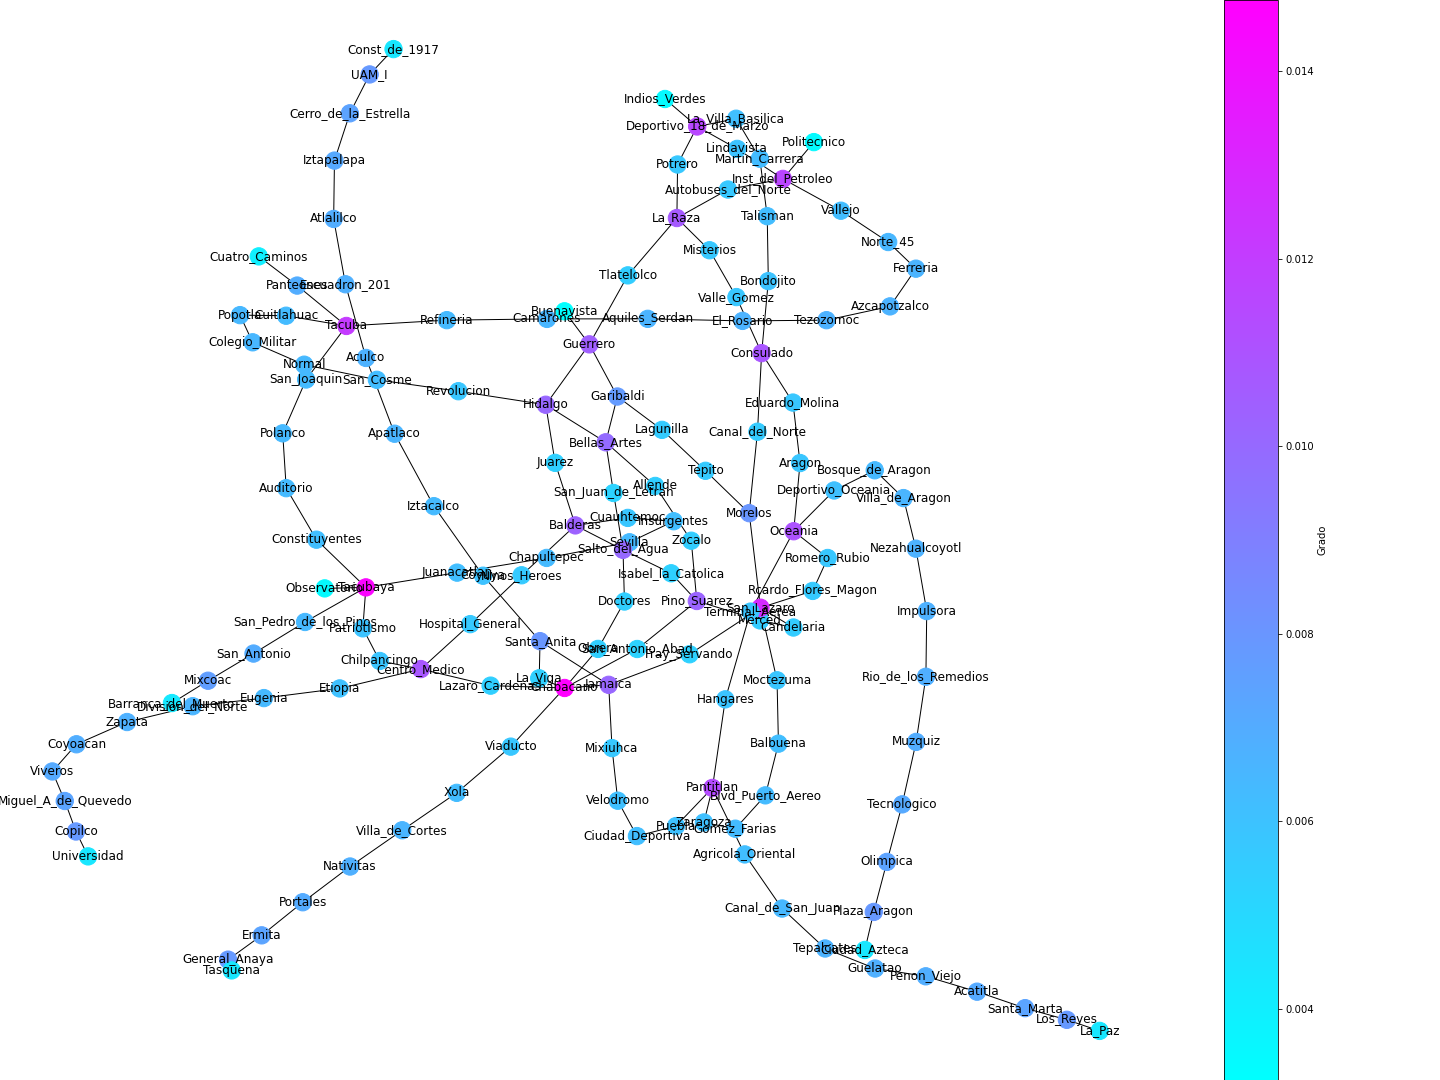 Const_de_1917
UAM_I
Cerro_de_la_Estrella
Iztapalapa
Atlalilco
Cuatro_Caminos
Panteones
Escuadron_201
Popotla
Cuitlahuac
Tacuba
Colegio_Militar
Normal
Aculco
San_Joaquin
San_Cosme
Refineria
Camarones
Aquiles_Serdan
El_Rosario
Tezozomoc
Azcapotzalco
Ferreria
Norte_45
Vallejo
Inst_del_Petroleo
Politecnico
Martin_Carrera
Lindavista
La_Villa_Basilica
Deportivo_18_de_Marzo
Indios_Verdes
Potrero
Autobuses_del_Norte
La_Raza
Talisman
Misterios
Bondojito
Tlatelolco
Valle_Gomez
Buenavista
Guerrero
Consulado
Revolucion
Hidalgo
Garibaldi
Eduardo_Molina
Polanco
Apatlaco
Bellas_Artes
Lagunilla
Canal_del_Norte
Juarez
Tepito
Aragon
Bosque_de_Aragon
Auditorio
San_Juan_de_Letran
Allende
Deportivo_Oceania
Villa_de_Aragon
Iztacalco
Cuauhtemoc
Insurgentes
Morelos
Balderas
Oceania
Constituyentes
Sevilla
Zocalo
Salto_del_Agua
Nezahualcoyotl
Chapultepec
Romero_Rubio
Juanacatlan
Coyuya
Ninos_Heroes
Isabel_la_Catolica
Observatorio
Tacubaya
Rcardo_Flores_Magon
Doctores
Pino_Suarez
San_Lazaro
Terminal_Aerea
Impulsora
San_Pedro_de_los_Pinos
Patriotismo
Hospital_General
Merced
Candelaria
San_Antonio
Santa_Anita
Obrera
San_Antonio_Abad
Fray_Servando
Chilpancingo
Centro_Medico
Mixcoac
La_Viga
Moctezuma
Rio_de_los_Remedios
Etiopia
Lazaro_Cardenas
Chabacano
Jamaica
Eugenia
Hangares
Barranca_del_Muerto
Division_del_Norte
Zapata
Coyoacan
Viaducto
Mixiuhca
Balbuena
Muzquiz
Viveros
Pantitlan
Miguel_A_de_Quevedo
Xola
Velodromo
Blvd_Puerto_Aereo
Tecnologico
Copilco
Villa_de_Cortes
Ciudad_Deportiva
Puebla
Zaragoza
Gomez_Farias
Universidad
Nativitas
Agricola_Oriental
Olimpica
Portales
Canal_de_San_Juan
Plaza_Aragon
Ermita
Tepalcates
Ciudad_Azteca
General_Anaya
Tasquena
Guelatao
Penon_Viejo
Acatitla
Santa_Marta
Los_Reyes
La_Paz
0.014
0.012
0.010
0.008
0.006
0.004
Grado